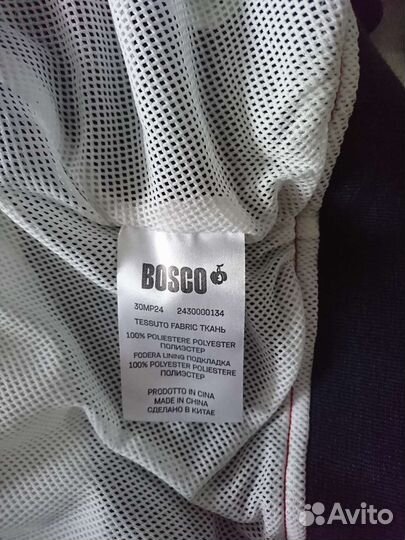 BOSCO
30MP24 2430000134
TESSUTO FABRIC ТКАНЬ
100% POLIESTERE POLYESTER
ПОЛИЭСТЕР
FODERA LINING ПОДКЛАДКА
100% POLYESTER POLIESTERE
ПОЛИЭСТЕР
PRODOTTO IN CINA
MADE IN CHINA
СДЕЛАНО В КИТАЕ
Avito